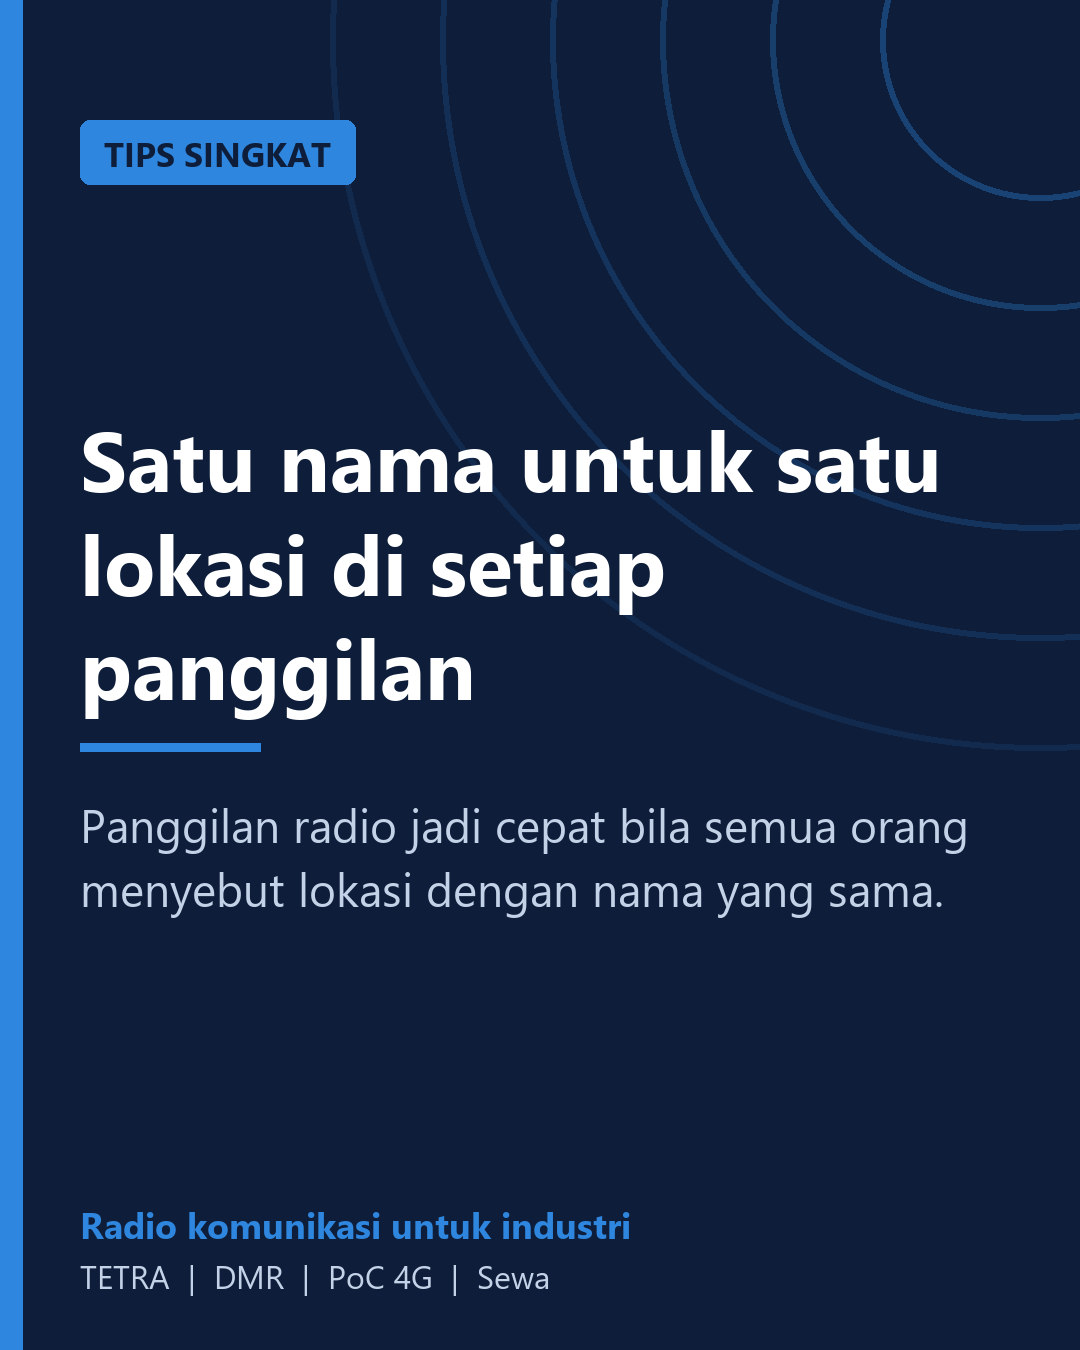 TIPS SINGKAT
Satu nama untuk satu
lokasi di setiap
panggilan
Panggilan radio jadi cepat bila semua orang
menyebut lokasi dengan nama yang sama.
Radio komunikasi untuk industri
TETRA | DMR | PoC 4G | Sewa